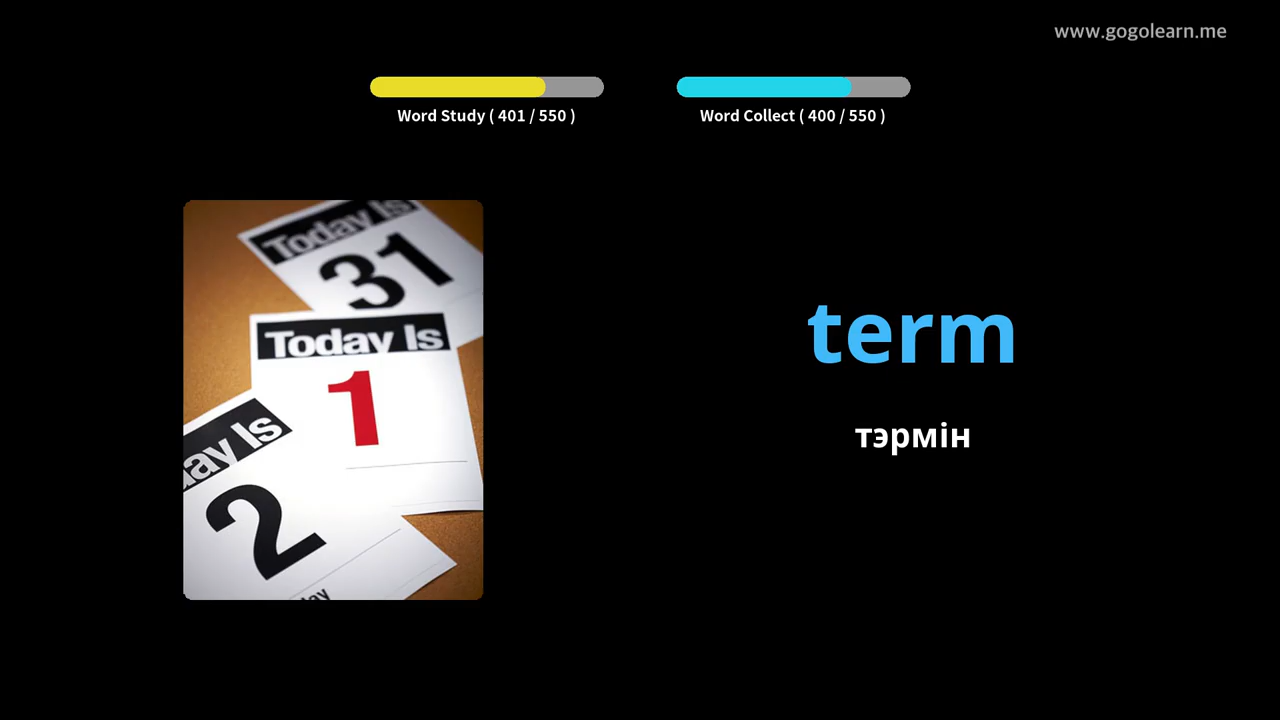 www.gogolearn.me
Word Study ( 401 / 550 )
Word Collect ( 400 / 550 )
Today Is
31
Today Is
1
ay Is
2
term
тэрмін